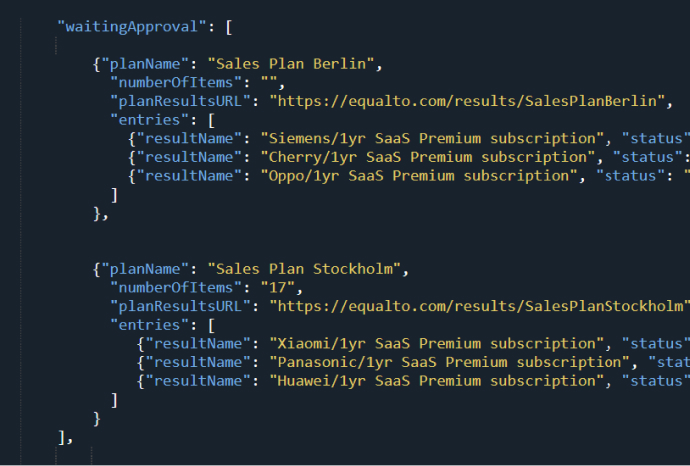 "waitingApproval": [
{"planName": "Sales Plan Berlin",
"numberOfItems": "",
"planResultsURL": "https://equalto.com/results/SalesPlanBerlin",
"entries": [
{"resultName": "Siemens/1yr SaaS Premium subscription", "status"
{"resultName": "Cherry/1yr SaaS Premium subscription", "status":
{"resultName": "Oppo/1yr SaaS Premium subscription", "status": "
]
},
{"planName": "Sales Plan Stockholm",
"numberOfItems": "17",
"planResultsURL": "https://equalto.com/results/SalesPlanStockholm"
"entries": [
{"resultName": "Xiaomi/1yr SaaS Premium subscription", "status"
{"resultName": "Panasonic/1yr SaaS Premium subscription", "stat
{"resultName": "Huawei/1yr SaaS Premium subscription", "status"
]
}
],